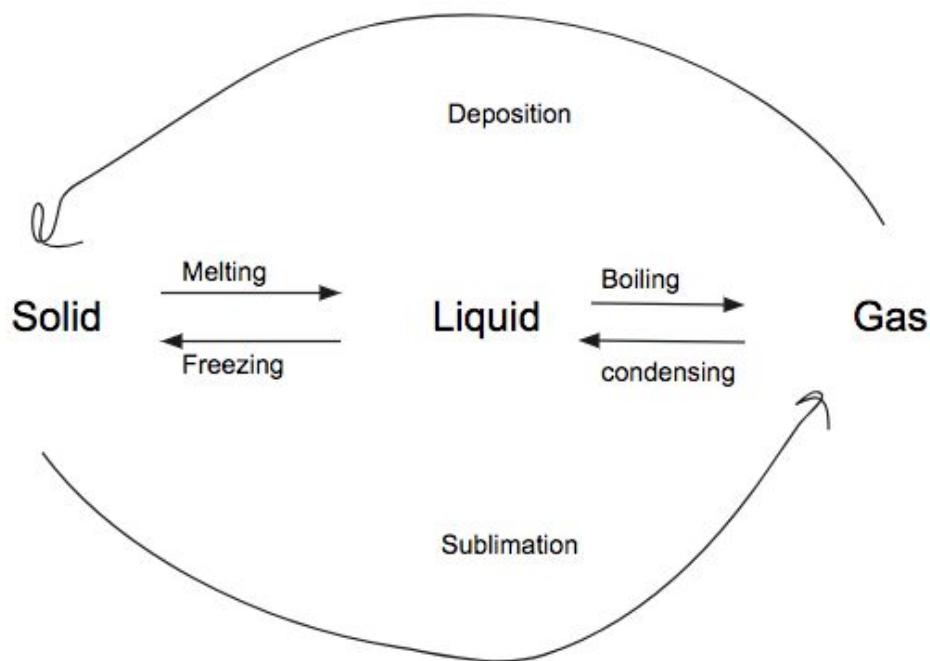 Deposition
Melting
Boiling
Solid
Liquid
Gas
Freezing
condensing
Sublimation